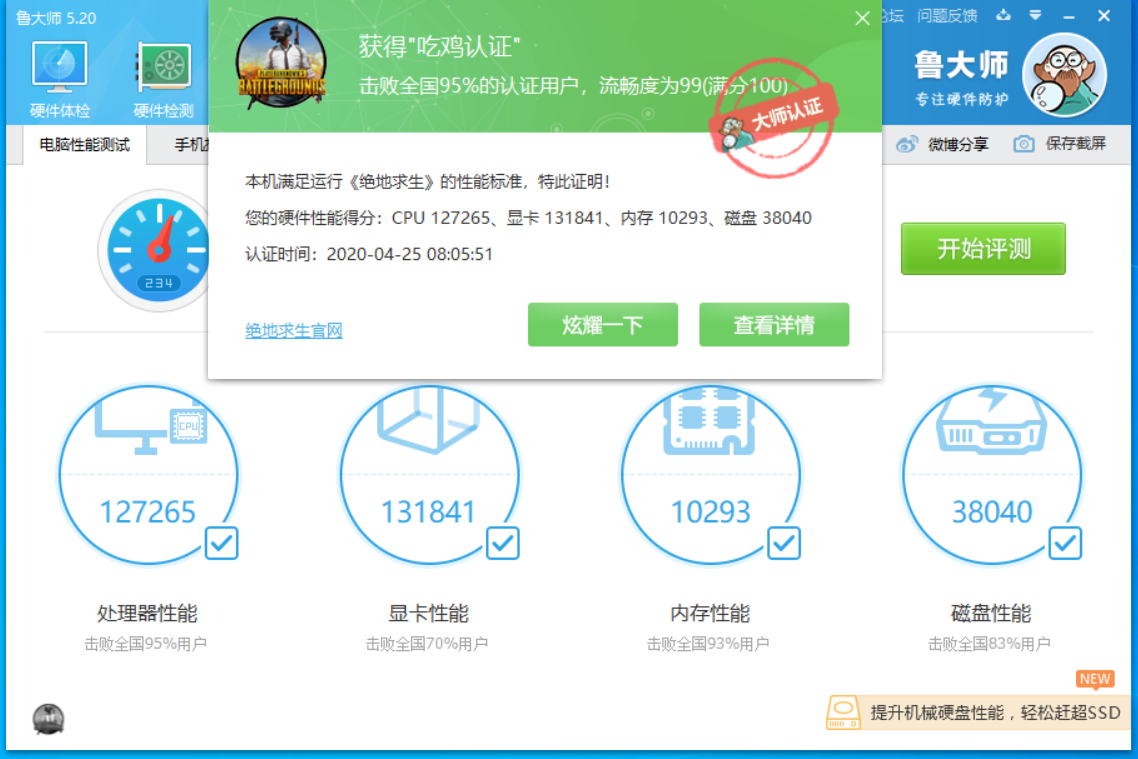 鲁大师 5.20
论坛 问题反馈
硬件体检
硬件检测
鲁大师
专注硬件防护
获得"吃鸡认证"
击败全国95%的认证用户，流畅度为99(满分100)
大师认证
PLAYERUNKNOWN'S
BATTLEGROUNDS
电脑性能测试
手机
微博分享
保存截屏
本机满足运行《绝地求生》的性能标准，特此证明！
您的硬件性能得分：CPU 127265、显卡 131841、内存 10293、磁盘 38040
认证时间：2020-04-25 08:05:51
234
开始评测
绝地求生官网
炫耀一下
查看详情
CPU
127265
131841
10293
38040
处理器性能
显卡性能
内存性能
磁盘性能
击败全国95%用户
击败全国70%用户
击败全国93%用户
击败全国83%用户
NEW
提升机械硬盘性能，轻松赶超SSD